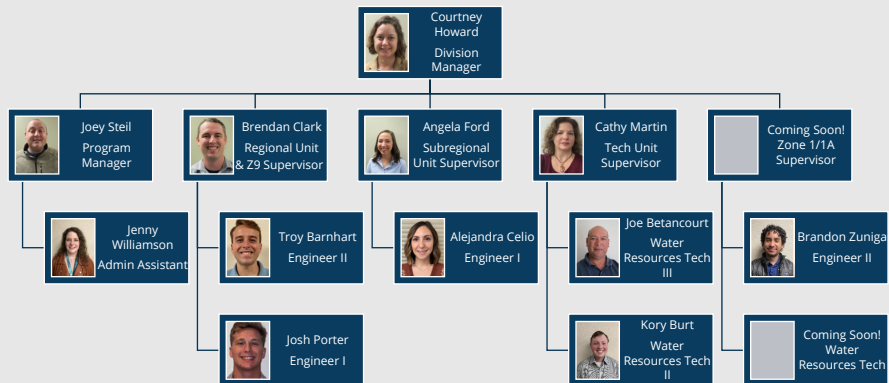 Courtney
Howard
Division
Manager
Joey Steil
Program
Manager
Brendan Clark
Regional Unit
& Z9 Supervisor
Angela Ford
Subregional
Unit Supervisor
Cathy Martin
Tech Unit
Supervisor
Coming Soon!
Zone 1/1A
Supervisor
Jenny
Williamson
Admin Assistant
Troy Barnhart
Engineer II
Alejandra Celio
Engineer I
Joe Betancourt
Water
Resources Tech
III
Brandon Zuniga
Engineer II
Josh Porter
Engineer I
Kory Burt
Water
Resources Tech
II
Coming Soon!
Water
Resources Tech